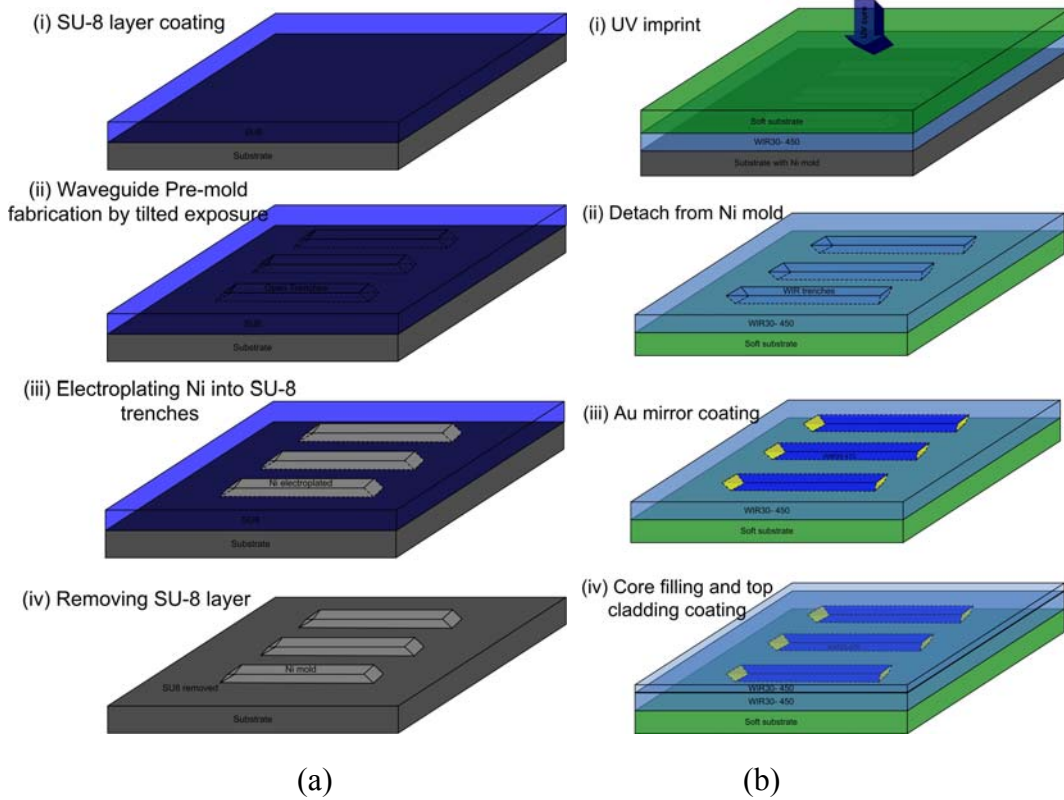 (i) SU-8 layer coating
SU8
Substrate
(ii) Waveguide Pre-mold
fabrication by tilted exposure
Open Trenches
SU8
Substrate
(iii) Electroplating Ni into SU-8
trenches
Ni electroplated
SU8
Substrate
(iv) Removing SU-8 layer
Ni mold
SU8 removed
Substrate
(a)
(i) UV imprint
UV cure
Soft substrate
WIR30- 450
Substrate with Ni mold
(ii) Detach from Ni mold
WIR trenches
WIR30- 450
Soft substrate
(iii) Au mirror coating
WIR30- 450
Soft substrate
(iv) Core filling and top
cladding coating
WIR30- 450
WIR30- 450
Soft substrate
(b)